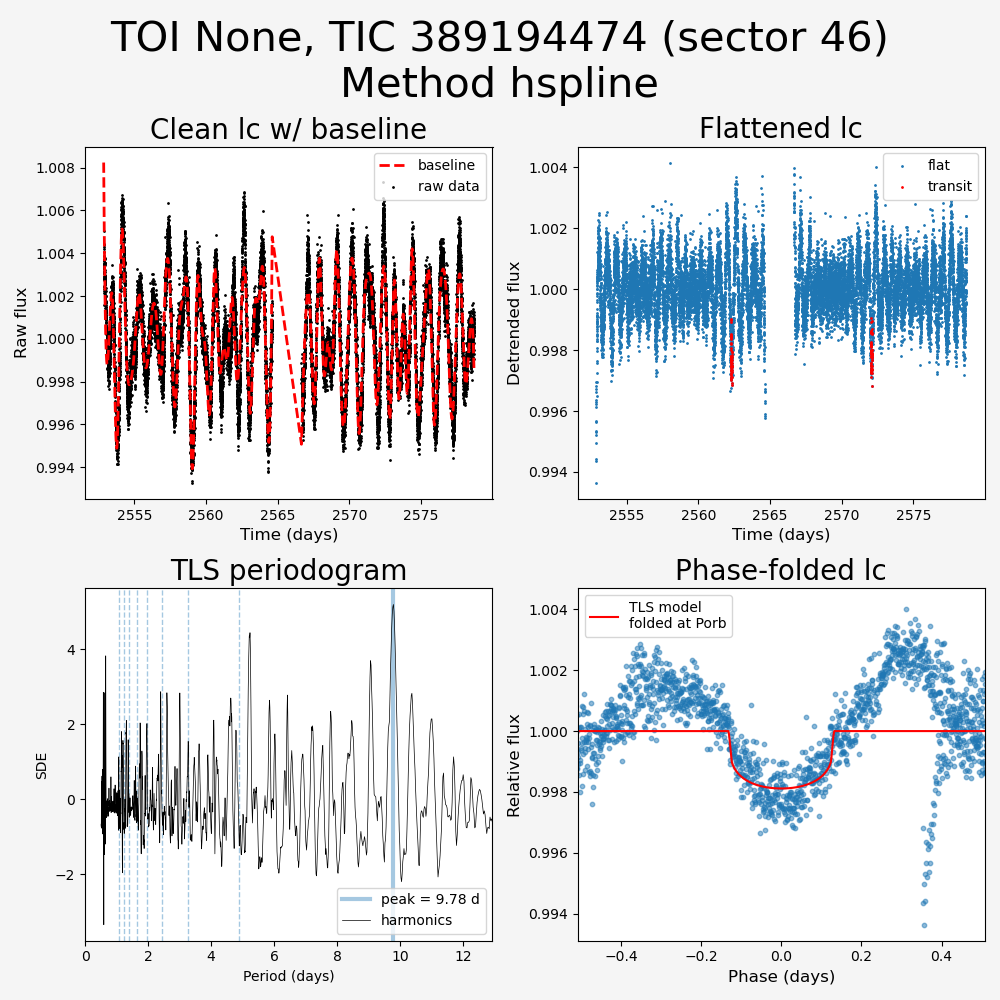 TOI None, TIC 389194474 (sector 46)
Method hspline
Clean lc w/ baseline
baseline
raw data
1.008
1.006
1.004
1.002
1.000
0.998
0.996
0.994
Raw flux
2555
2560
2565
2570
2575
Time (days)
Flattened lc
flat
transit
1.004
1.002
1.000
0.998
0.996
0.994
Detrended flux
2555
2560
2565
2570
2575
Time (days)
TLS periodogram
4
2
0
−2
SDE
peak = 9.78 d
harmonics
0
2
4
6
8
10
12
Period (days)
Phase-folded lc
TLS model
folded at Porb
1.004
1.002
1.000
0.998
0.996
0.994
Relative flux
−0.4
−0.2
0.0
0.2
0.4
Phase (days)